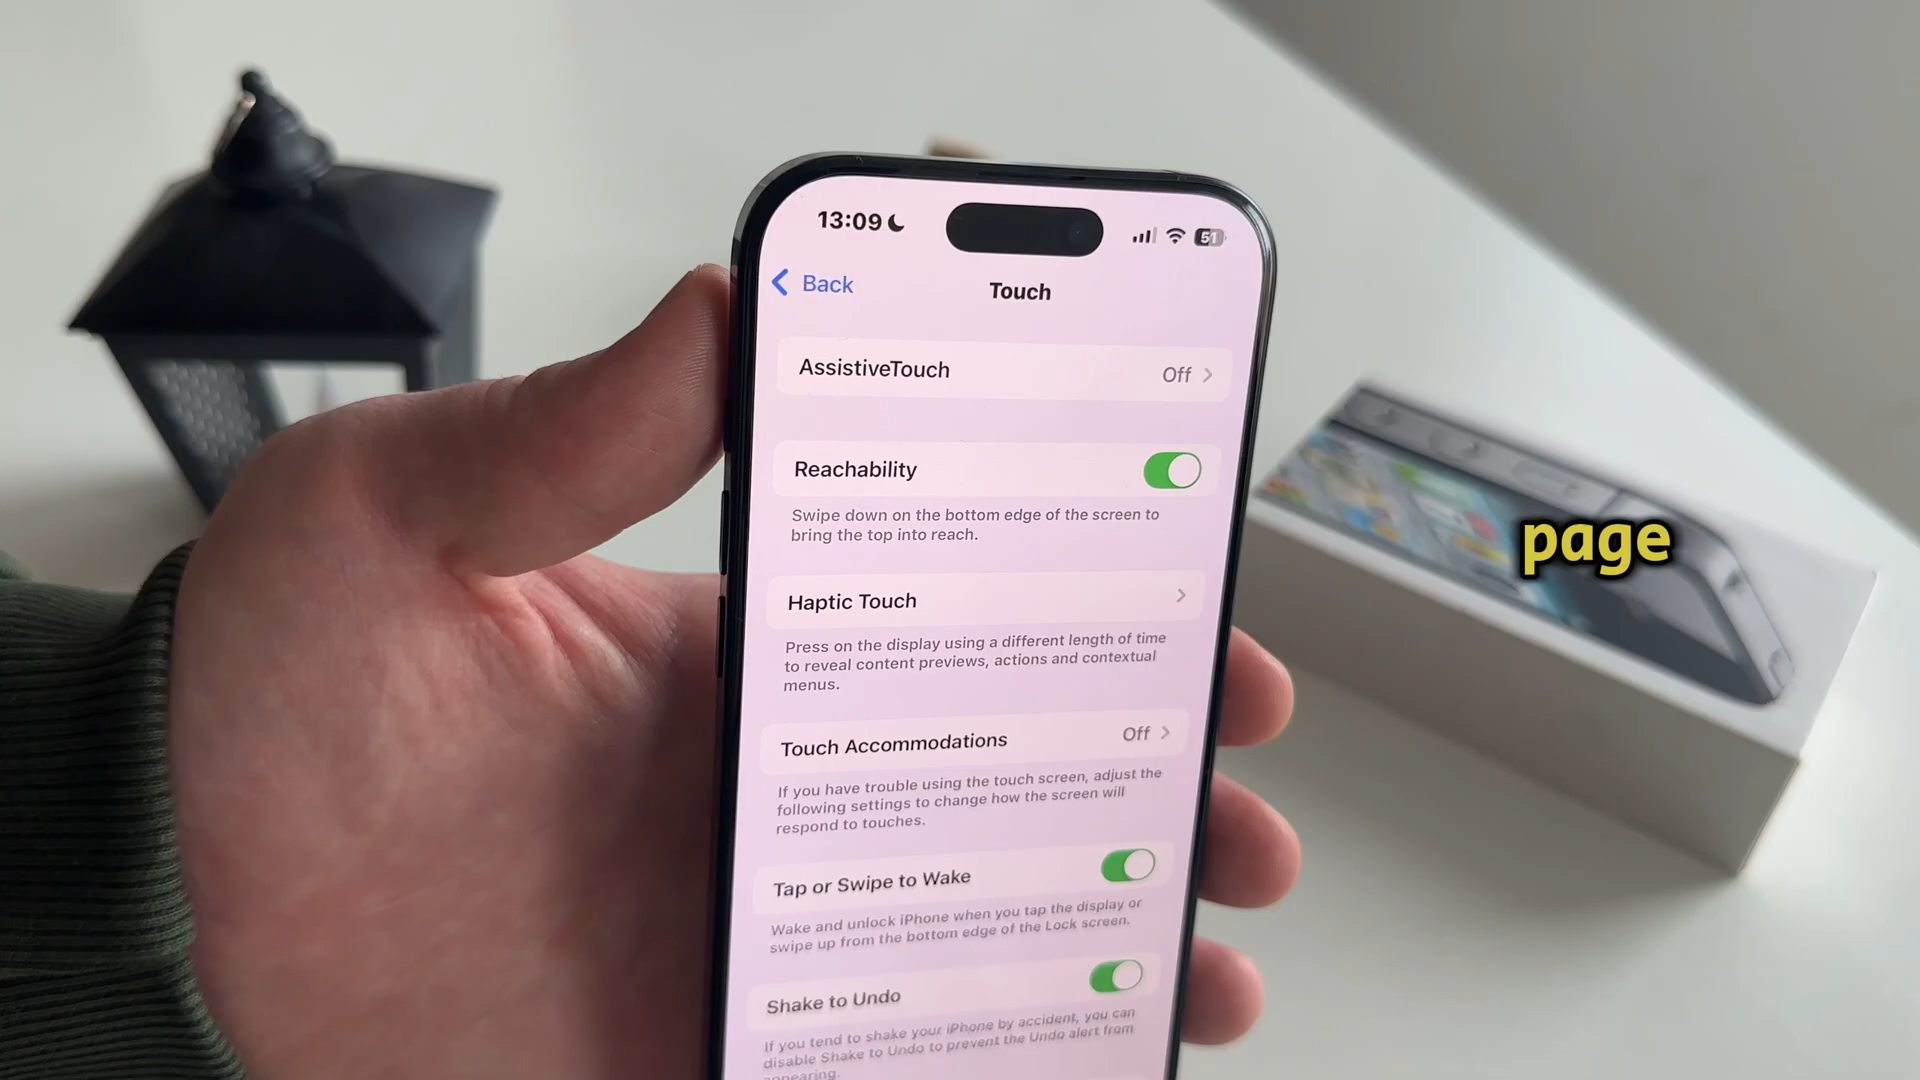 13:09
51
Back
Touch
AssistiveTouch
Off
Reachability
Swipe down on the bottom edge of the screen to
bring the top into reach.
Haptic Touch
Press on the display using a different length of time
to reveal content previews, actions and contextual
menus.
Touch Accommodations
Off
If you have trouble using the touch screen, adjust the
following settings to change how the screen will
respond to touches.
Tap or Swipe to Wake
Wake and unlock iPhone when you tap the display or
swipe up from the bottom edge of the Lock screen.
Shake to Undo
If you tend to shake your iPhone by accident, you can
disable Shake to Undo to prevent the Undo alert from
appearing.
page